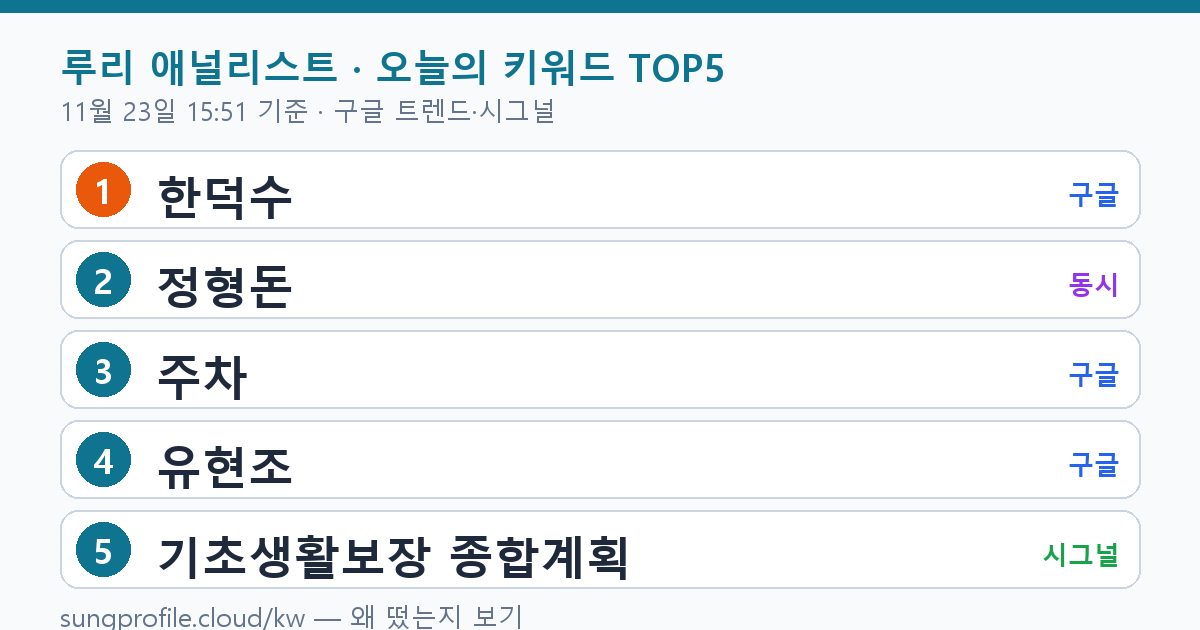 루리 애널리스트 · 오늘의 키워드 TOP5
11월 23일 15:51 기준 · 구글 트렌드·시그널
1 한덕수 구글
2 정형돈 동시
3 주차 구글
4 유현조 구글
5 기초생활보장 종합계획 시그널
sungprofile.cloud/kw — 왜 떴는지 보기